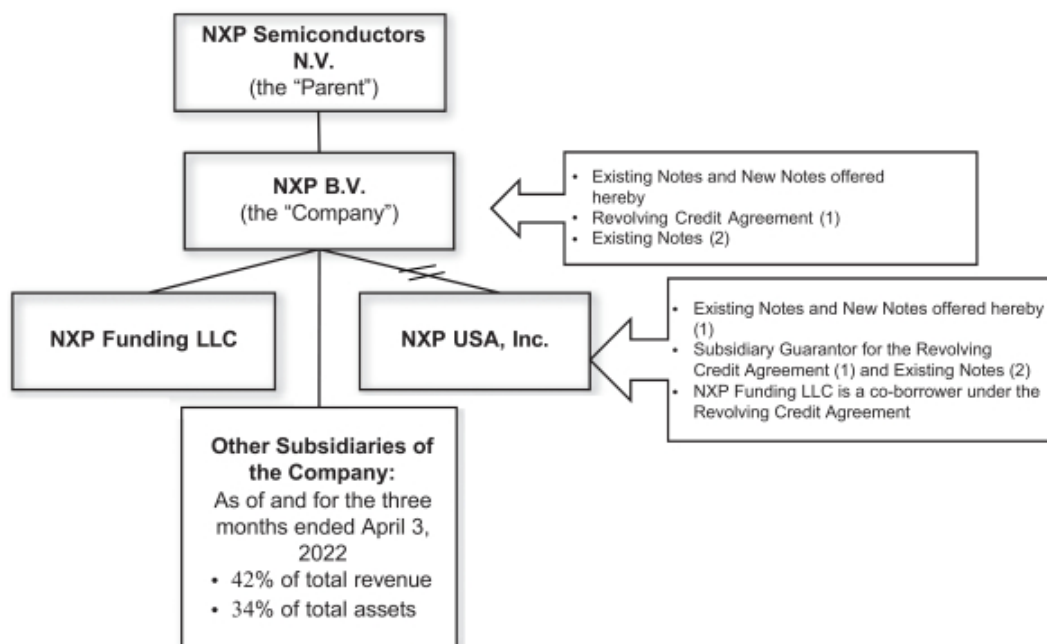 NXP Semiconductors
N.V.
(the “Parent”)
NXP B.V.
(the “Company”)
• Existing Notes and New Notes offered
hereby
• Revolving Credit Agreement (1)
• Existing Notes (2)
NXP Funding LLC
NXP USA, Inc.
• Existing Notes and New Notes offered hereby
(1)
• Subsidiary Guarantor for the Revolving
Credit Agreement (1) and Existing Notes (2)
• NXP Funding LLC is a co-borrower under the
Revolving Credit Agreement
Other Subsidiaries of
the Company:
As of and for the three
months ended April 3,
2022
• 42% of total revenue
• 34% of total assets